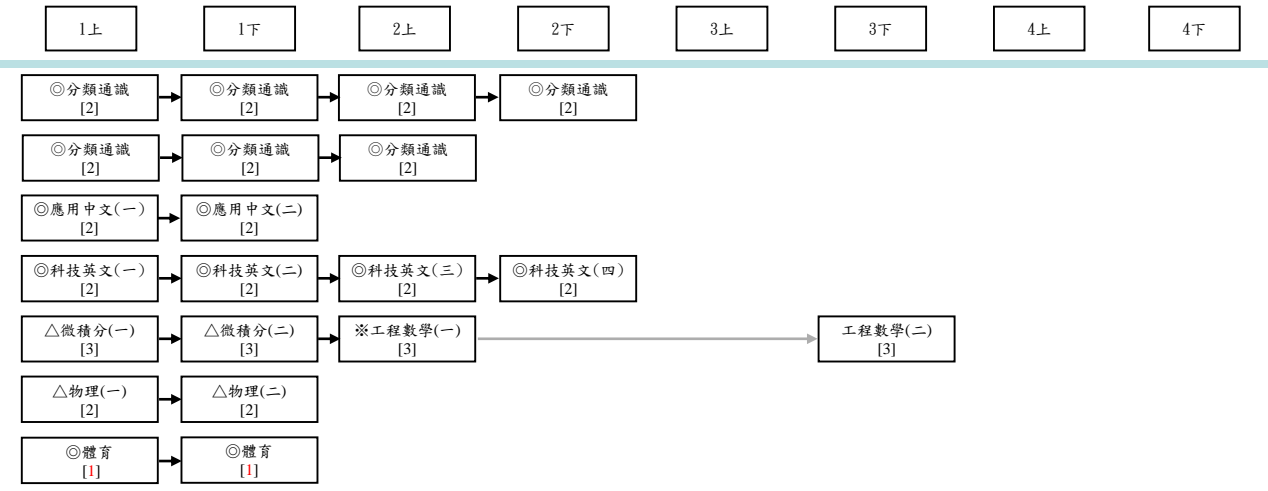 1上 1下 2上 2下 3上 3下 4上 4下
◎分類通識 ◎分類通識 ◎分類通識 ◎分類通識
[2] [2] [2] [2]
◎分類通識 ◎分類通識 ◎分類通識
[2] [2] [2]
◎應用中文(一) ◎應用中文(二)
[2] [2]
◎科技英文(一) ◎科技英文(二) ◎科技英文(三) ◎科技英文(四)
[2] [2] [2] [2]
△微積分(一) △微積分(二) ※工程數學(一) 工程數學(二)
[3] [3] [3] [3]
△物理(一) △物理(二)
[2] [2]
◎體育 ◎體育
[1] [1]